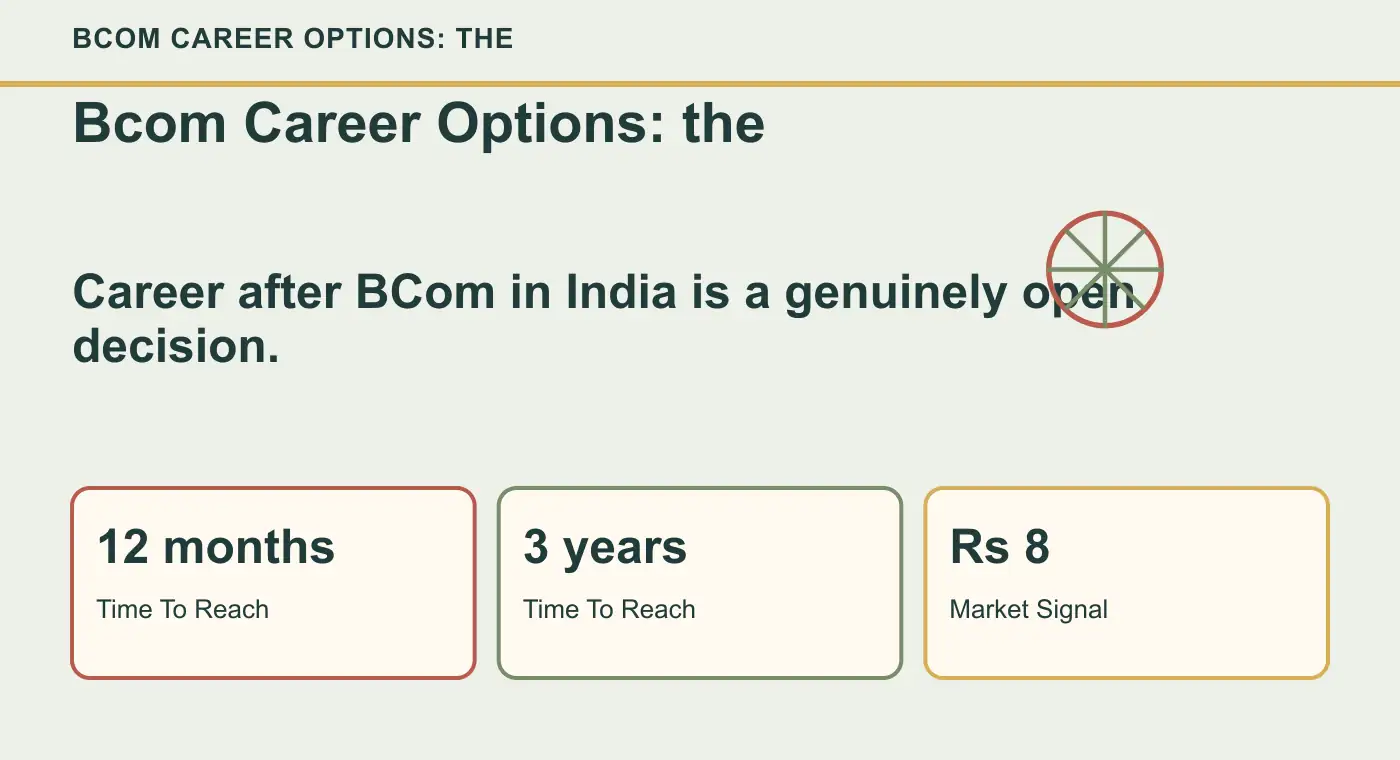 BCOM CAREER OPTIONS: THE
Bcom Career Options: the
Career after BCom in India is a genuinely open
decision.
12 months
Time To Reach
3 years
Time To Reach
Rs 8
Market Signal